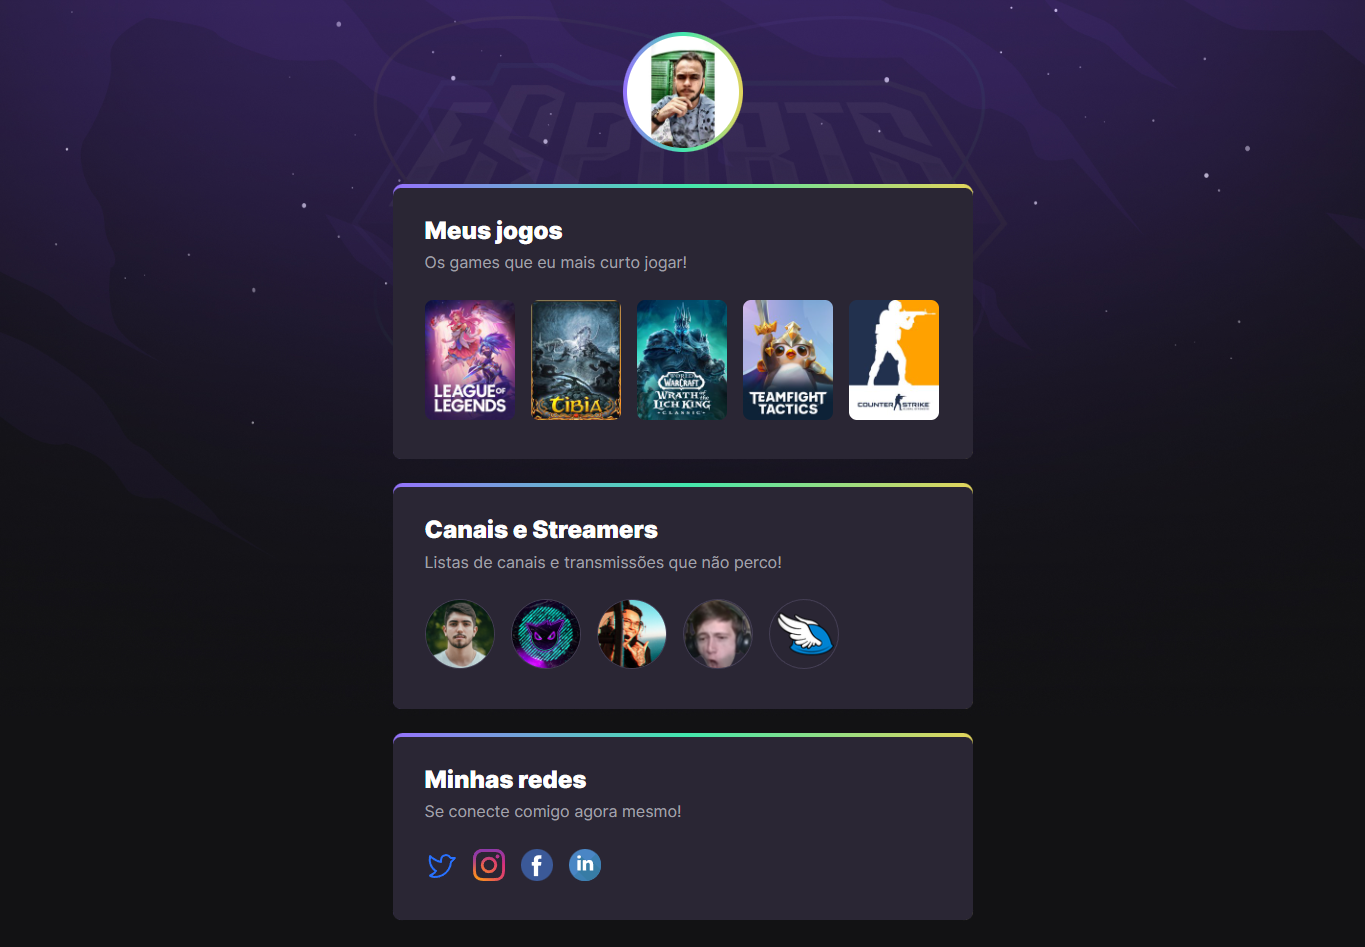 ESPORTS
Meus jogos
Os games que eu mais curto jogar!
LEAGUE OF
LEGENDS
TIBIA
WORLD
WARCRAFT
WRATH of the
LICH KING
CLASSIC
TEAMFIGHT
TACTICS
COUNTER STRIKE
Canais e Streamers
Listas de canais e transmissões que não perco!
Minhas redes
Se conecte comigo agora mesmo!
f
in